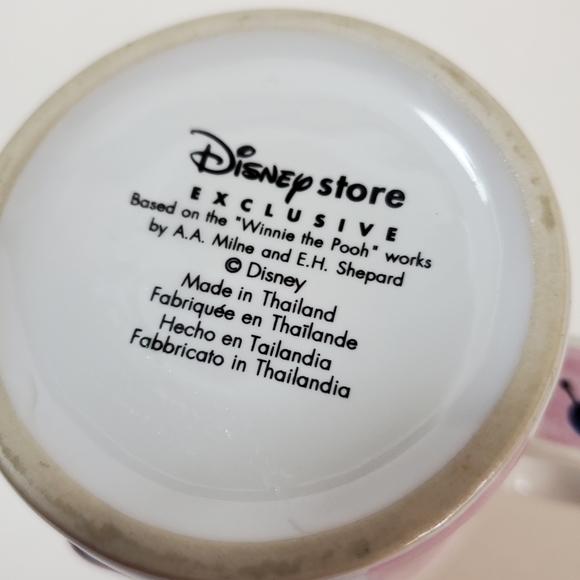 Disney store
EXCLUSIVE
Based on the "Winnie the Pooh" works
by A.A. Milne and E.H. Shepard
© Disney
Made in Thailand
Fabriquée en Thaïlande
Hecho en Tailandia
Fabbricato in Thailandia